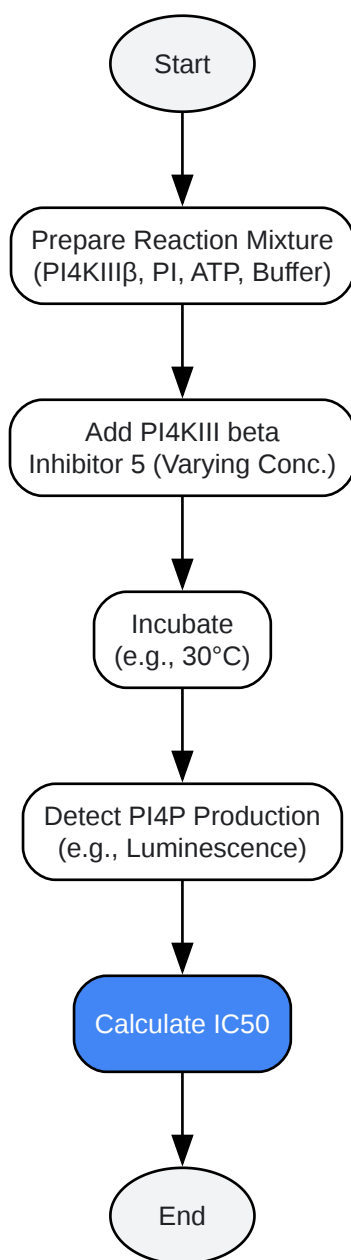 Start
Prepare Reaction Mixture
(PI4KIIIβ, PI, ATP, Buffer)
Add PI4KIII beta
Inhibitor 5 (Varying Conc.)
Incubate
(e.g., 30°C)
Detect PI4P Production
(e.g., Luminescence)
Calculate IC50
End